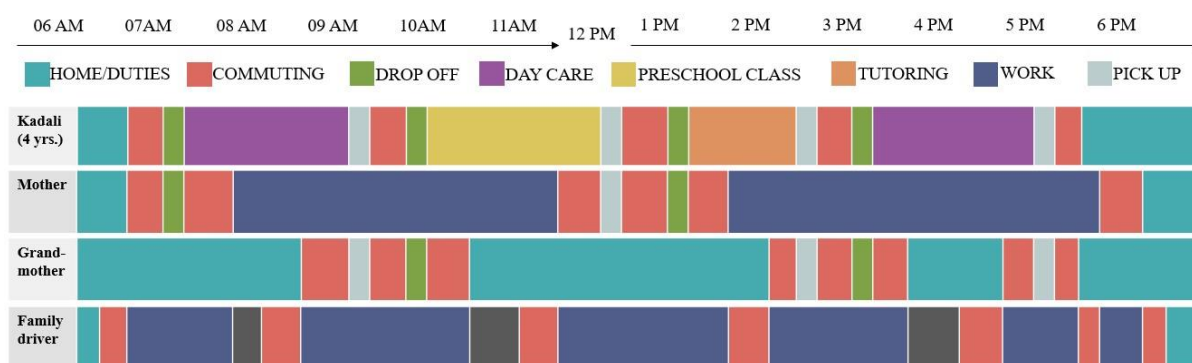 06 AM 07AM 08 AM 09 AM 10AM 11AM 12 PM 1 PM 2 PM 3 PM 4 PM 5 PM 6 PM
HOME/DUTIES COMMUTING DROP OFF DAY CARE PRESCHOOL CLASS TUTORING WORK PICK UP
Kadali
(4 yrs.)
Mother
Grand-
mother
Family
driver